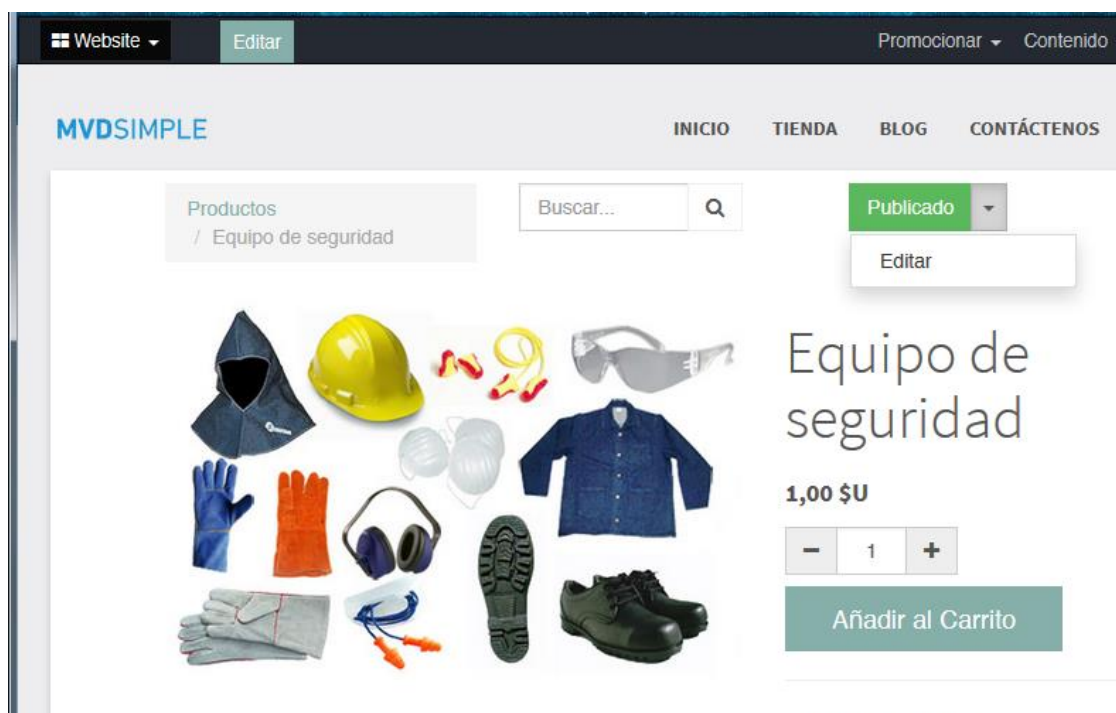 Website
Editar
Promocionar
Contenido
MVDSIMPLE
INICIO
TIENDA
BLOG
CONTÁCTENOS
Productos
/ Equipo de seguridad
Buscar...
Publicado
Editar
Equipo de
seguridad
1,00 $U
1
Añadir al Carrito